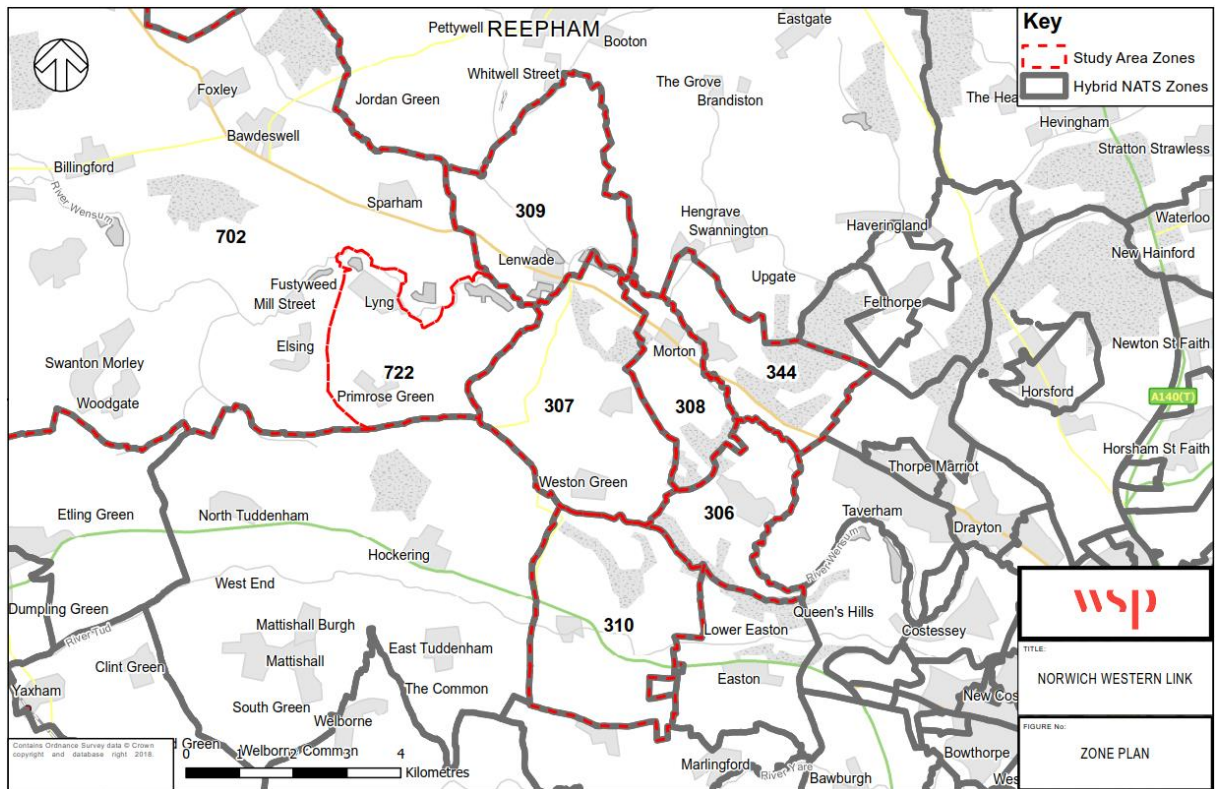 Pettywell
REEPHAM
Booton
Eastgate
Key
Whitwell Street
Study Area Zones
Foxley
Jordan Green
The Grove
Brandiston
Hybrid NATS Zones
The Hea
Hevingham
Bawdeswell
Stratton Strawless
Billingford
River Wensum
Sparham
309
Hengrave
Swannington
Haveringland
Waterloo
702
New Hainford
Lenwade
Upgate
Fustyweed
Mill Street
Lyng
Felthorpe
Elsing
Morton
344
Newton St Faith
Swanton Morley
722
Horsford
A140(T)
Woodgate
Primrose Green
307
308
Horsham St Faith
Thorpe Marriot
Weston Green
306
Etling Green
North Tuddenham
Taverham
Drayton
Hockering
River Wensum
West End
Dumpling Green
River Tud
Queen's Hills
wsp
Mattishall Burgh
310
Lower Easton
Costessey
Clint Green
Mattishall
East Tuddenham
TITLE:
NORWICH WESTERN LINK
Yaxham
The Common
Easton
New Cos
South Green
Welborne
FIGURE No:
ZONE PLAN
Contains Ordnance Survey data © Crown
copyright and database right 2018.
d Green
Welborne Common
0 1 2 3 4
Kilometres
Marlingford
River Yare
Bawburgh
Bowthorpe
Wes